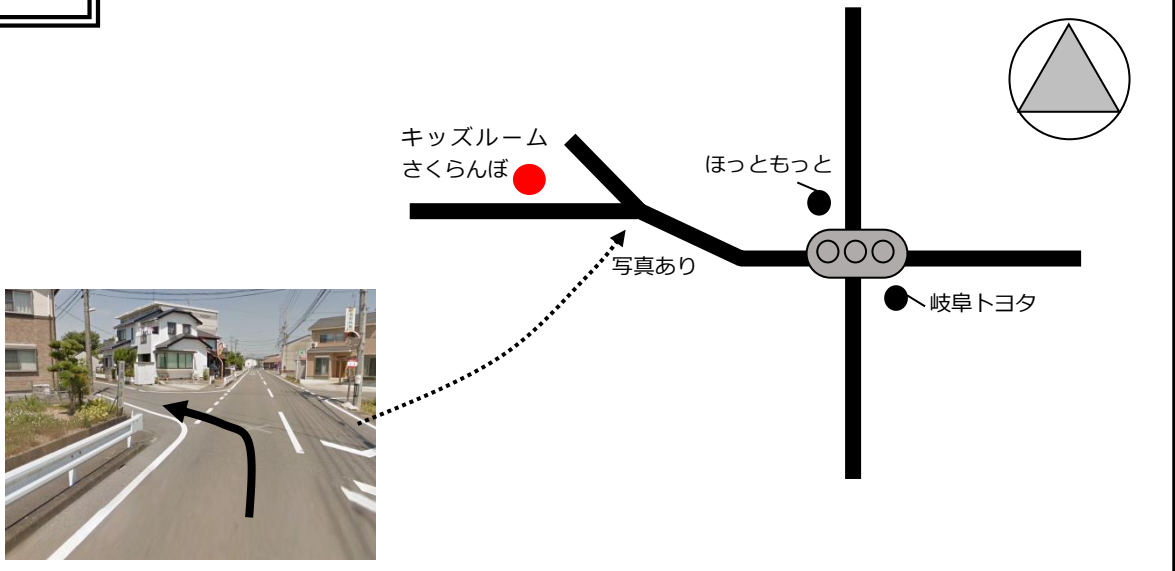 キッズルーム
さくらんぼ
ほっともっと
写真あり
岐阜トヨタ